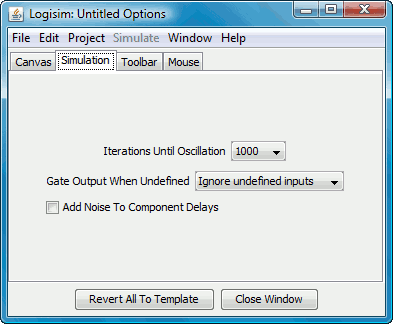 Logisim: Untitled Options
File Edit Project Simulate Window Help
Canvas Simulation Toolbar Mouse
Iterations Until Oscillation 1000
Gate Output When Undefined Ignore undefined inputs
Add Noise To Component Delays
Revert All To Template Close Window